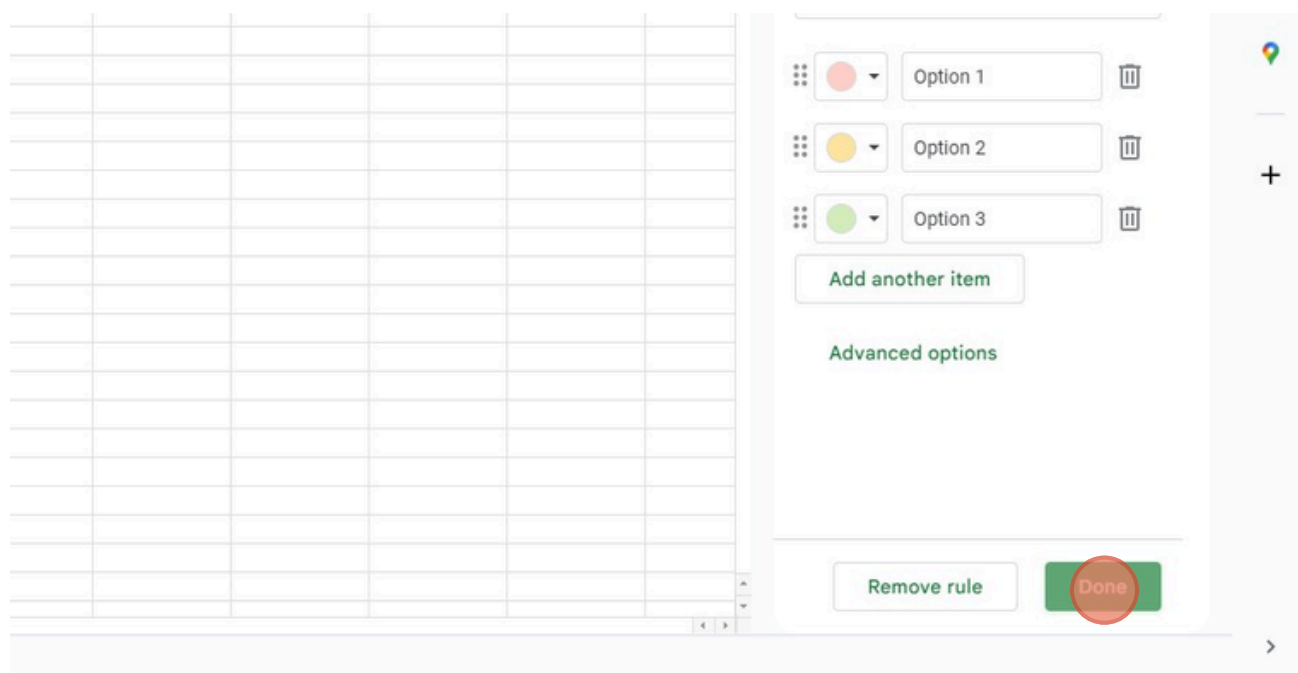 Option 1
Option 2
Option 3
Add another item
Advanced options
Remove rule
Done